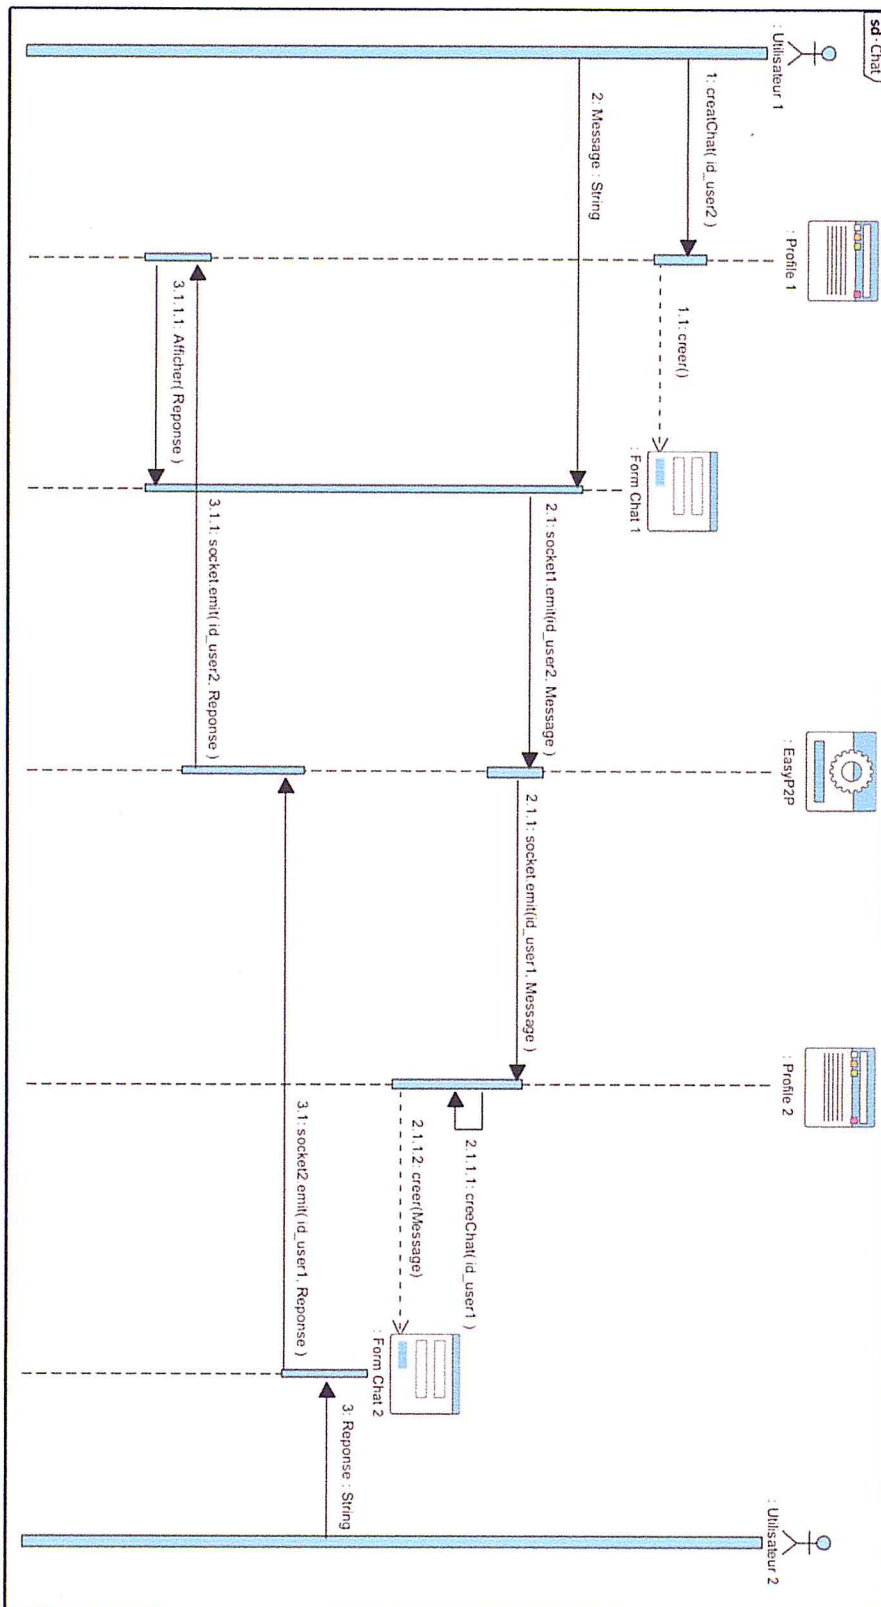 sd Chat
: Utilisateur 1
: Profile 1
: Form Chat 1
: EasyP2P
: Profile 2
: Form Chat 2
: Utilisateur 2
1: creatChat( id_user2 )
1.1: creer()
2: Message : String
2.1: socket1.emit(id_user2, Message )
2.1.1: socket.emit(id_user1, Message )
2.1.1.1: creeChat( id_user1 )
2.1.1.2: creer(Message)
3: Reponse : String
3.1: socket2.emit( id_user1, Reponse )
3.1.1: socket.emit( id_user2, Reponse )
3.1.1.1: Afficher( Reponse )